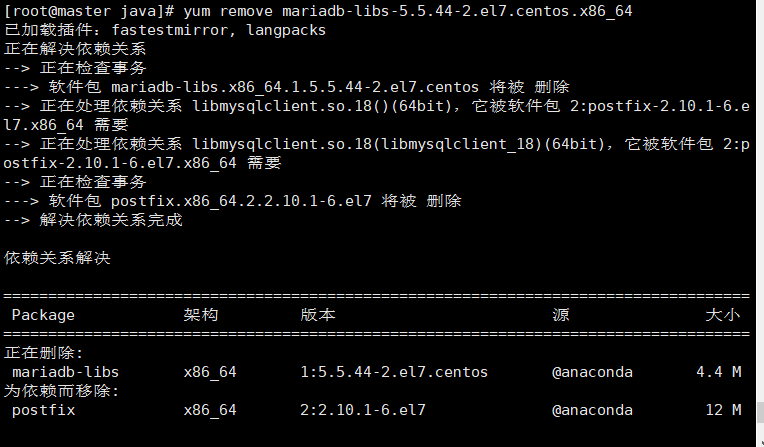 [root@master java]# yum remove mariadb-libs-5.5.44-2.el7.centos.x86_64
已加载插件：fastestmirror, langpacks
正在解决依赖关系
--> 正在检查事务
---> 软件包 mariadb-libs.x86_64.1.5.5.44-2.el7.centos 将被 删除
--> 正在处理依赖关系 libmysqlclient.so.18()(64bit)，它被软件包 2:postfix-2.10.1-6.e
l7.x86_64 需要
--> 正在处理依赖关系 libmysqlclient.so.18(libmysqlclient_18)(64bit)，它被软件包 2:p
ostfix-2.10.1-6.el7.x86_64 需要
--> 正在检查事务
---> 软件包 postfix.x86_64.2.2.10.1-6.el7 将被 删除
--> 解决依赖关系完成
依赖关系解决
================================================================================
Package 架构 版本 源 大小
================================================================================
正在删除:
mariadb-libs x86_64 1:5.5.44-2.el7.centos @anaconda 4.4 M
为依赖而移除:
postfix x86_64 2:2.10.1-6.el7 @anaconda 12 M